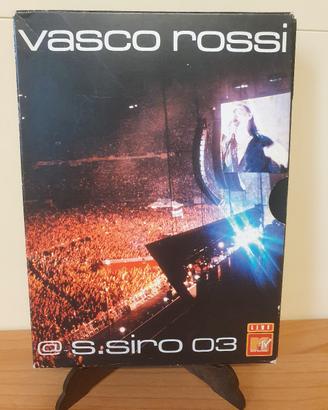 vasco rossi
@ s.siro 03
LIVE
MTV